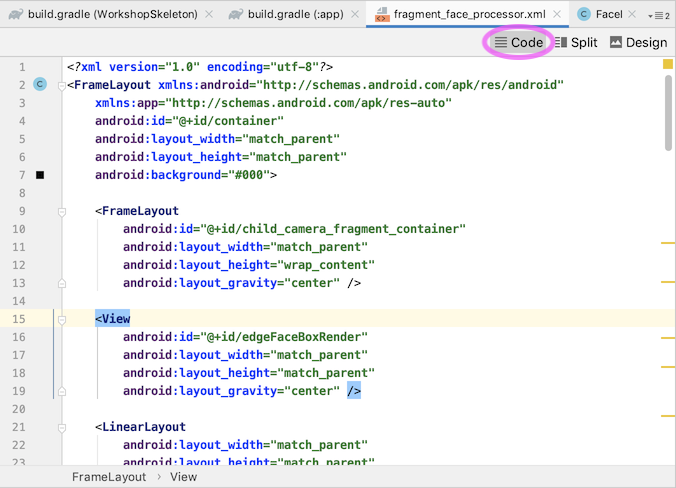 build.gradle (WorkshopSkeleton) build.gradle (:app) fragment_face_processor.xml C FaceI 2
Code Split Design
1 <?xml version="1.0" encoding="utf-8"?>
2 C <FrameLayout xmlns:android="http://schemas.android.com/apk/res/android"
3 xmlns:app="http://schemas.android.com/apk/res-auto"
4 android:id="@+id/container"
5 android:layout_width="match_parent"
6 android:layout_height="match_parent"
7 android:background="#000">
8
9 <FrameLayout
10 android:id="@+id/child_camera_fragment_container"
11 android:layout_width="match_parent"
12 android:layout_height="wrap_content"
13 android:layout_gravity="center" />
14
15 <View
16 android:id="@+id/edgeFaceBoxRender"
17 android:layout_width="match_parent"
18 android:layout_height="match_parent"
19 android:layout_gravity="center" />
20
21 <LinearLayout
22 android:layout_width="match_parent"
23 android:layout_height="match_parent"
FrameLayout › View